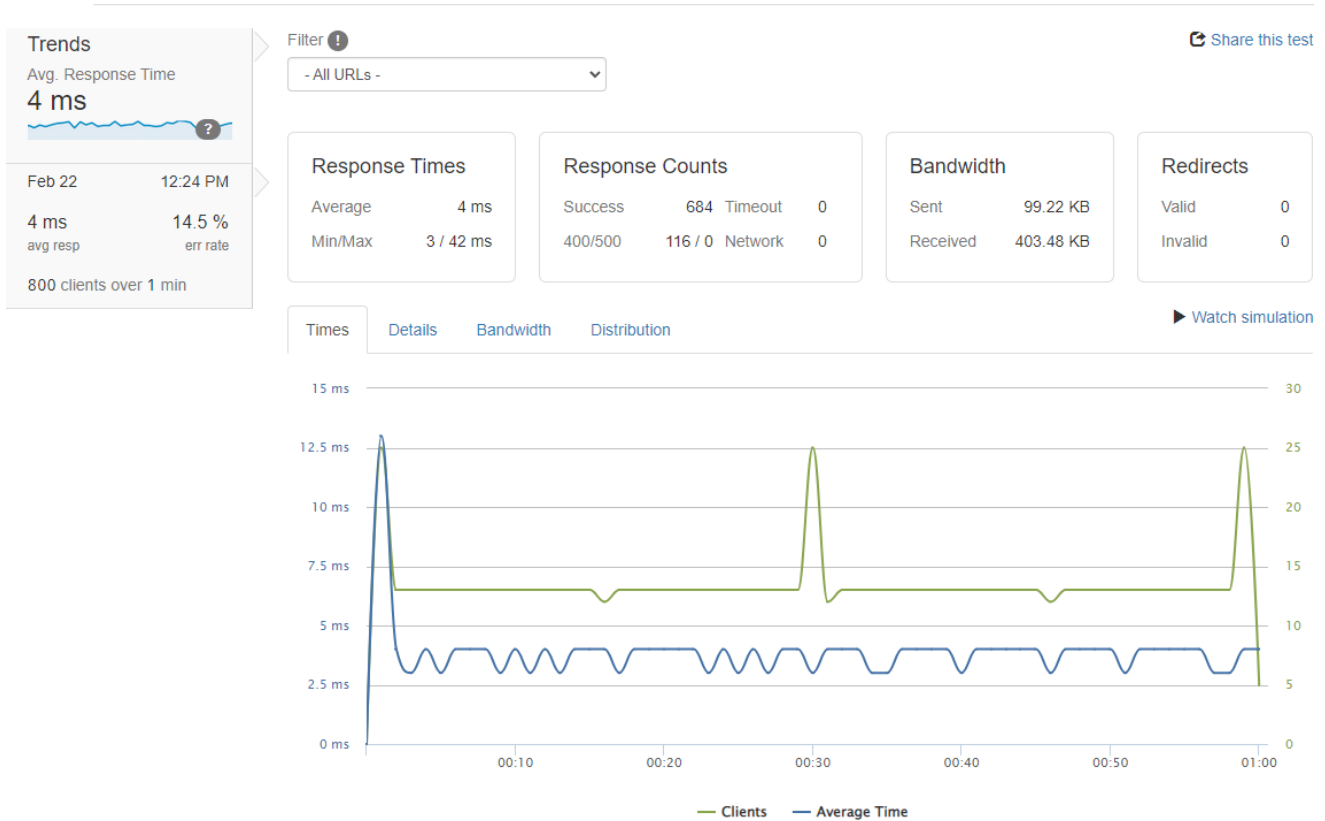 Trends
Avg. Response Time
4 ms
?
Feb 22 12:24 PM
4 ms 14.5 %
avg resp err rate
800 clients over 1 min
Filter !
Share this test
- All URLs -
Response Times
Average 4 ms
Min/Max 3 / 42 ms
Response Counts
Success 684 Timeout 0
400/500 116 / 0 Network 0
Bandwidth
Sent 99.22 KB
Received 403.48 KB
Redirects
Valid 0
Invalid 0
Times Details Bandwidth Distribution
Watch simulation
15 ms 30
12.5 ms 25
10 ms 20
7.5 ms 15
5 ms 10
2.5 ms 5
0 ms 0
00:10 00:20 00:30 00:40 00:50 01:00
Clients Average Time